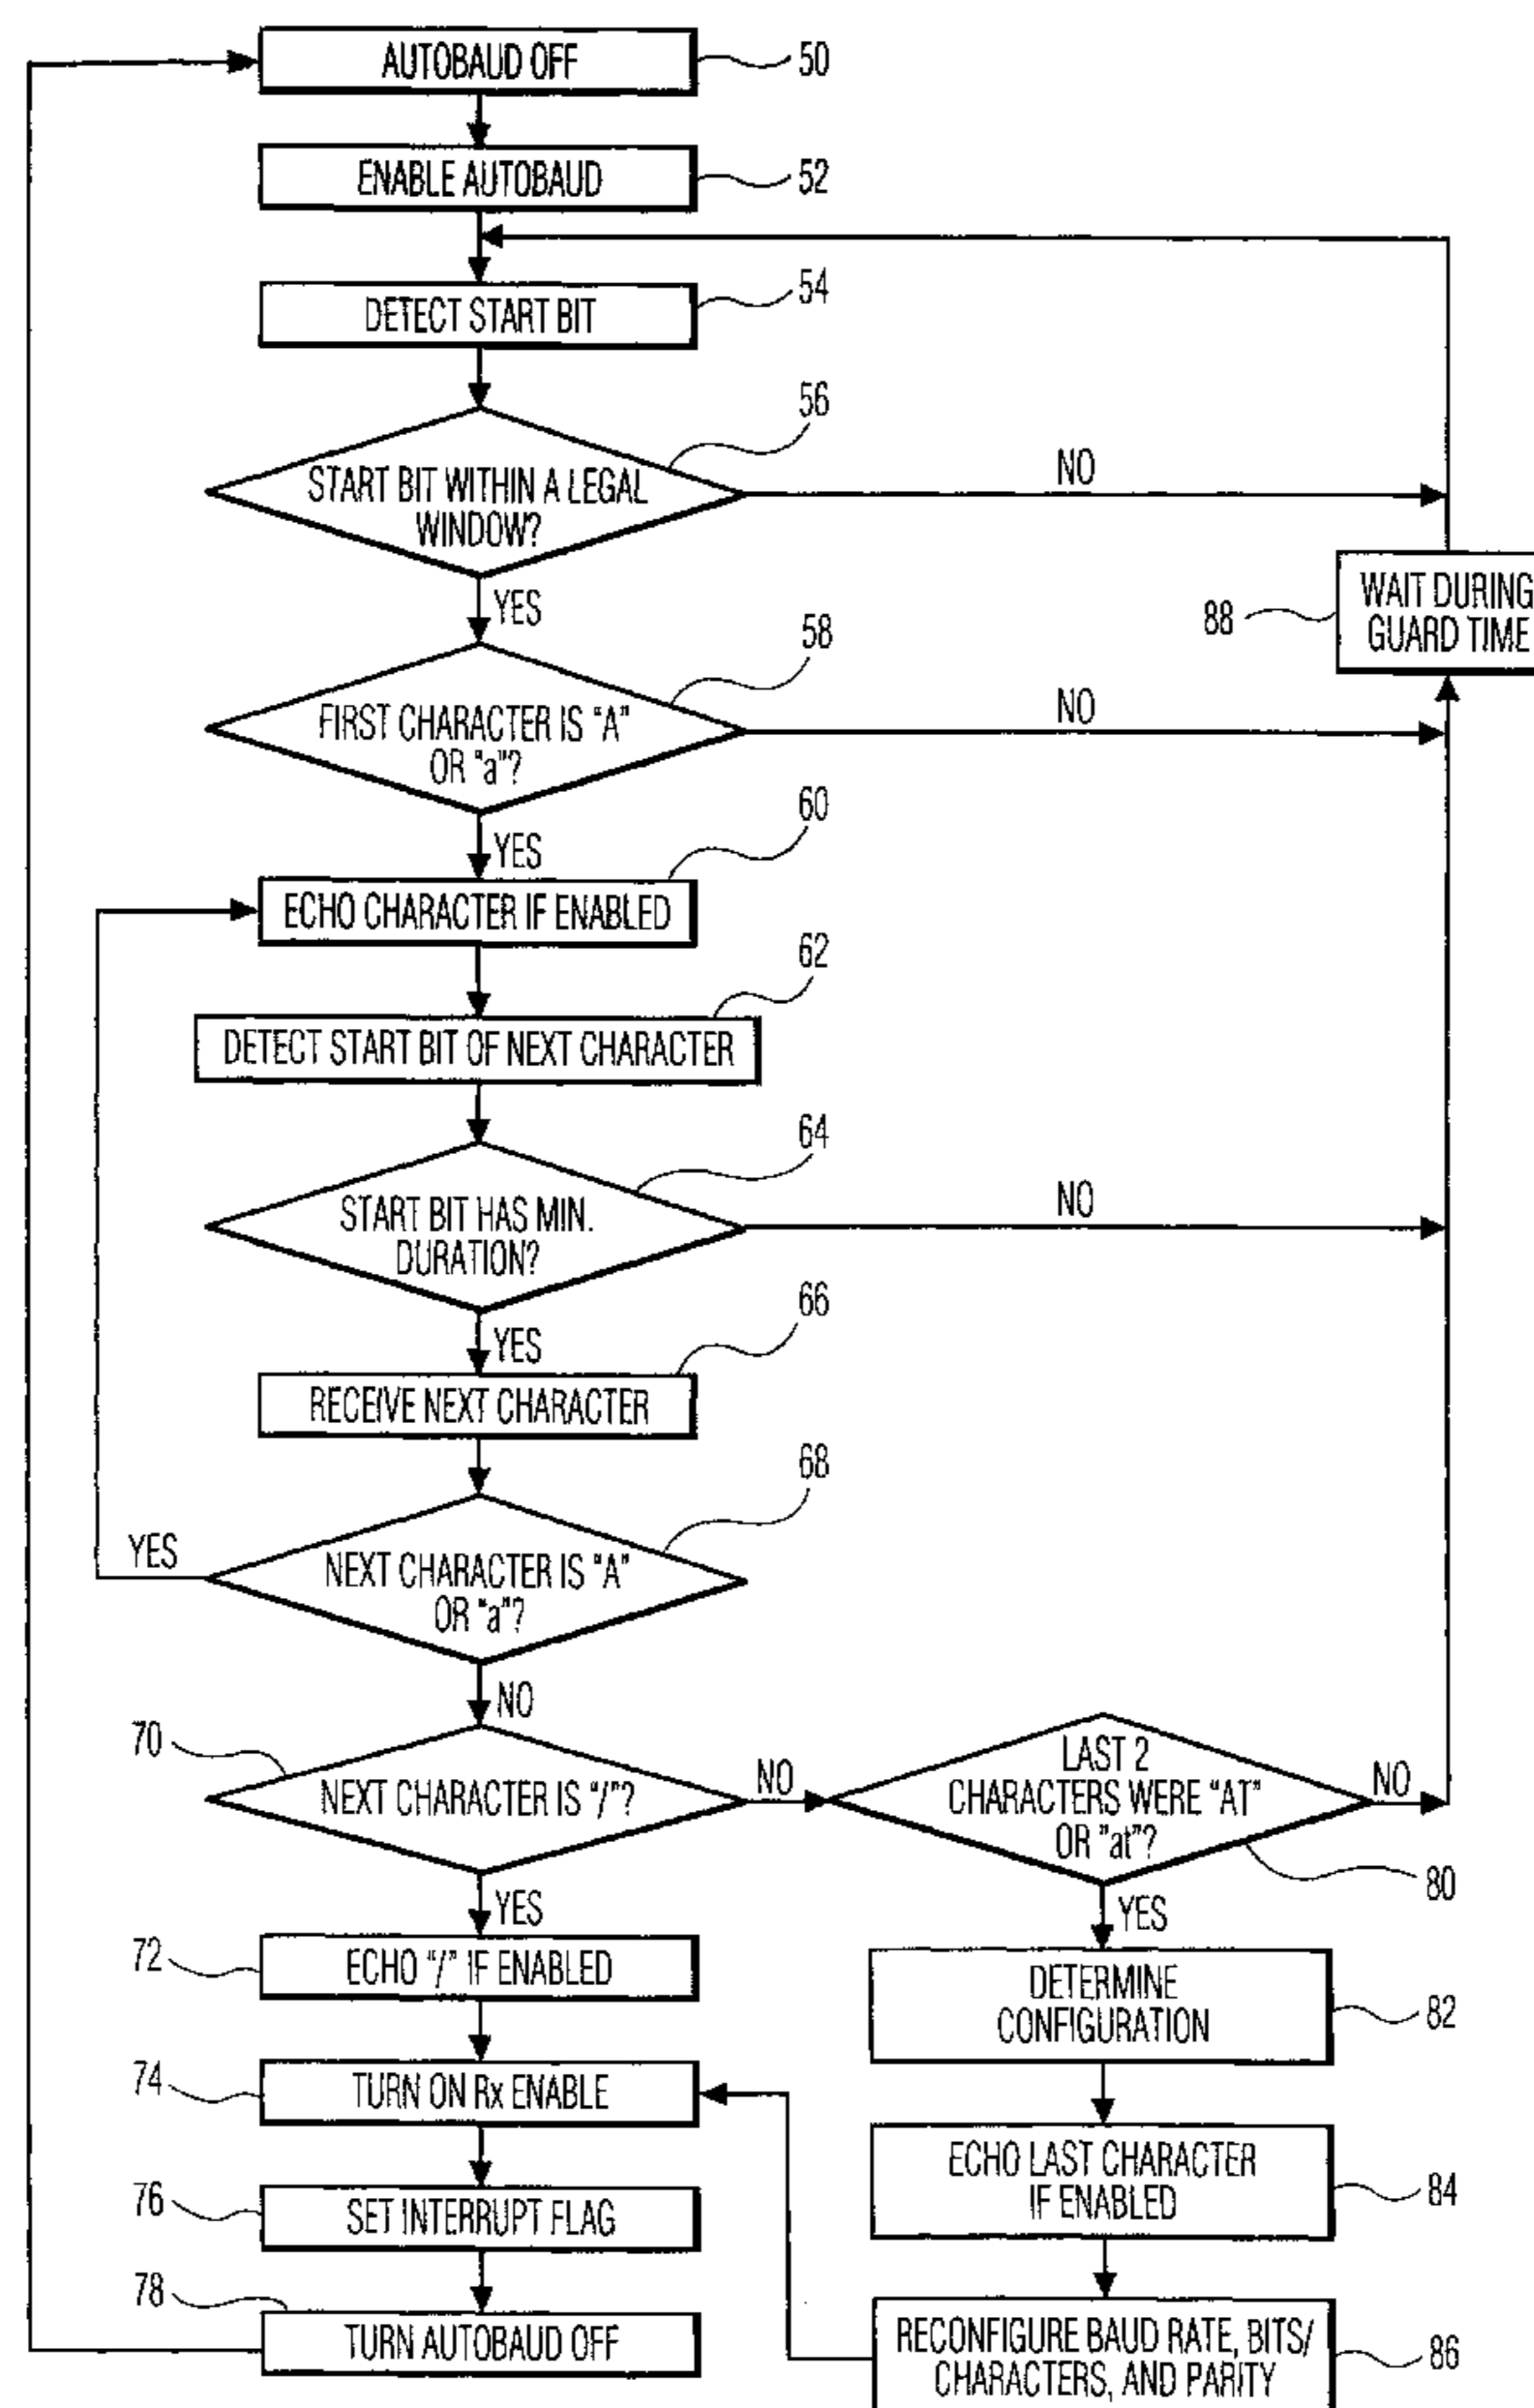 AUTOBAUD OFF
50
ENABLE AUTOBAUD
52
DETECT START BIT
54
56
START BIT WITHIN A LEGAL
WINDOW?
NO
YES
WAIT DURING
GUARD TIME
88
58
FIRST CHARACTER IS "A"
OR "a"?
NO
YES
60
ECHO CHARACTER IF ENABLED
62
DETECT START BIT OF NEXT CHARACTER
64
START BIT HAS MIN.
DURATION?
NO
YES
66
RECEIVE NEXT CHARACTER
68
NEXT CHARACTER IS "A"
OR "a"?
YES
NO
70
NEXT CHARACTER IS "/"?
NO
LAST 2
CHARACTERS WERE "AT"
OR "at"?
NO
80
YES
YES
72
ECHO "/" IF ENABLED
DETERMINE
CONFIGURATION
82
74
TURN ON Rx ENABLE
76
SET INTERRUPT FLAG
ECHO LAST CHARACTER
IF ENABLED
84
78
TURN AUTOBAUD OFF
RECONFIGURE BAUD RATE, BITS/
CHARACTERS, AND PARITY
86